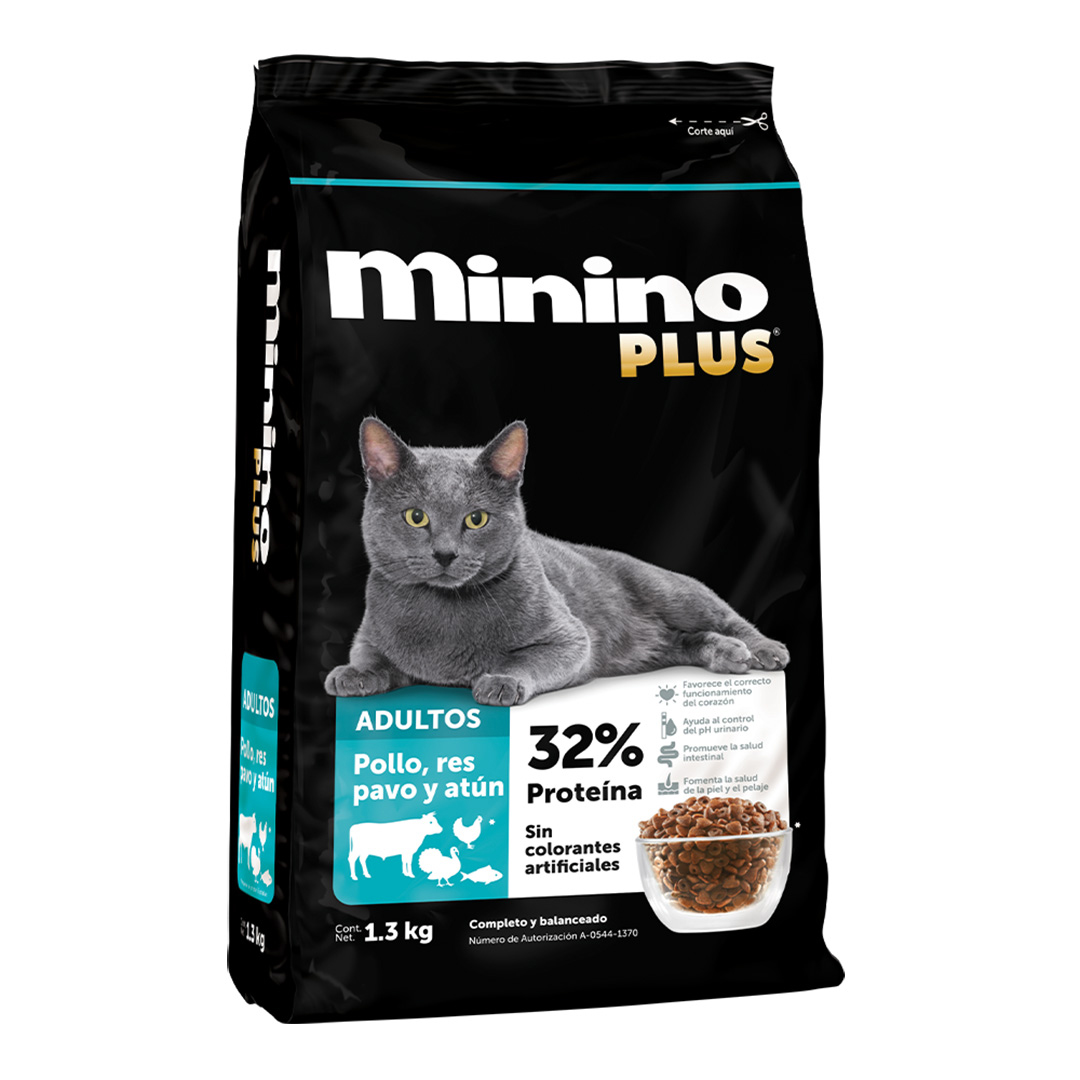 Corte aquí
minino
PLUS®
minino
PLUS
Favorece el correcto
funcionamiento
del corazón
Ayuda al control
del pH urinario
Promueve la salud
intestinal
Fomenta la salud
de la piel y el pelaje
ADULTOS
Pollo, res
pavo y atún
32%
Proteína
Sin
colorantes
artificiales
*
*
ADULTOS
Pollo, res
pavo y atún
Cont.
Net. 1.3 kg
Completo y balanceado
Número de Autorización A-0544-1370
1.3 kg